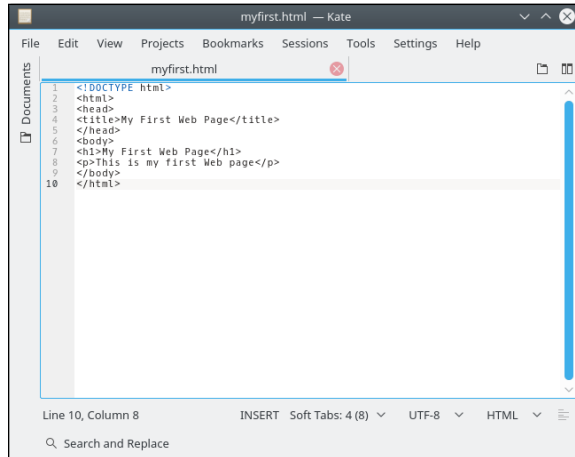 myfirst.html — Kate
File Edit View Projects Bookmarks Sessions Tools Settings Help
Documents
myfirst.html
1 <!DOCTYPE html>
2 <html>
3 <head>
4 <title>My First Web Page</title>
5 </head>
6 <body>
7 <h1>My First Web Page</h1>
8 <p>This is my first Web page</p>
9 </body>
10 </html>
Line 10, Column 8 INSERT Soft Tabs: 4 (8) UTF-8 HTML
Search and Replace